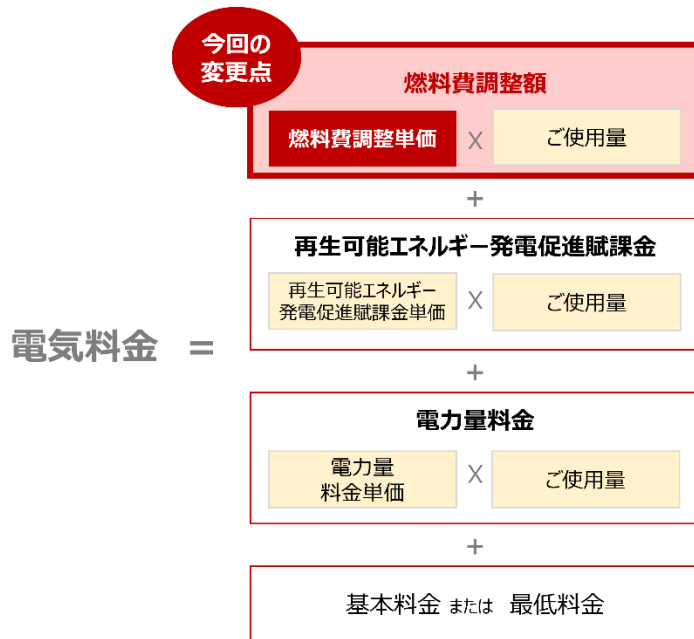 今回の
変更点
燃料費調整額
燃料費調整単価 X ご使用量
+
再生可能エネルギー発電促進賦課金
再生可能エネルギー
発電促進賦課金単価 X ご使用量
電気料金 =
+
電力量料金
電力量
料金単価 X ご使用量
+
基本料金 または 最低料金